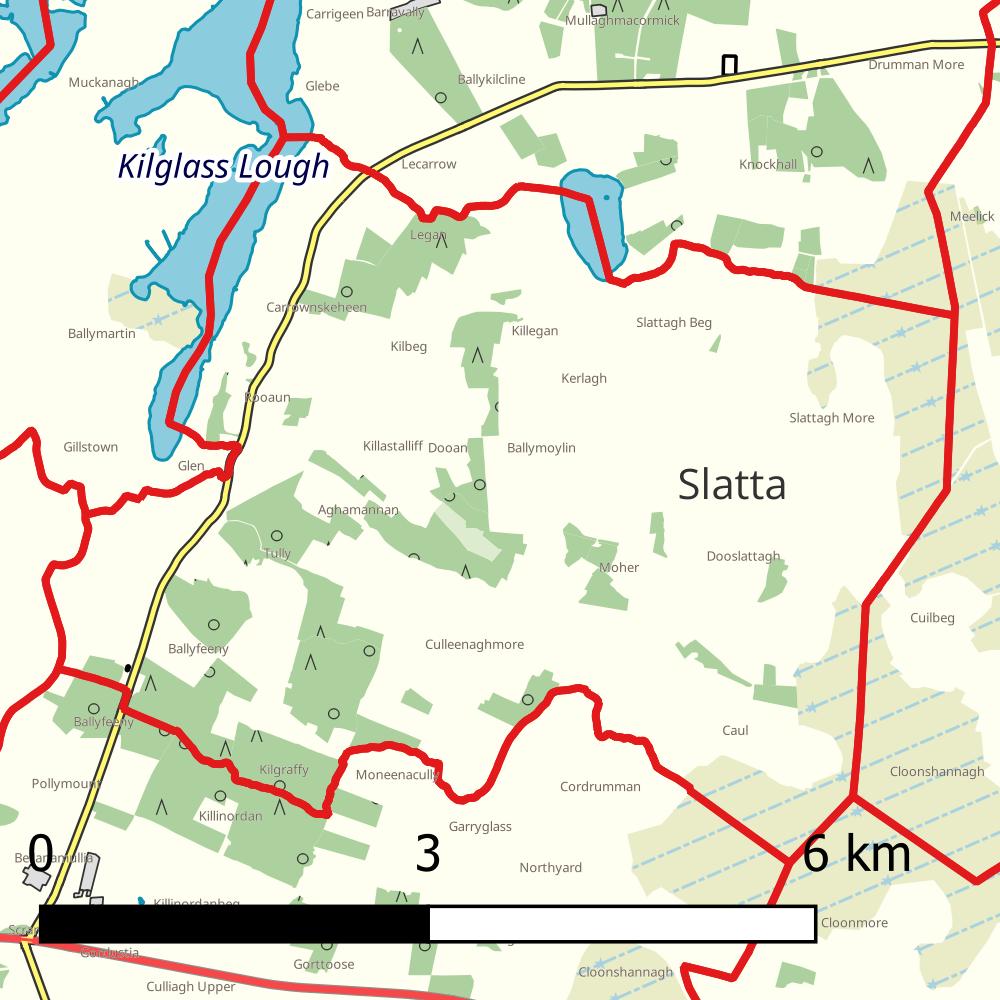 Carrigeen
Barravally
Mullaghmacormick
Drumman More
Muckanagh
Glebe
Ballykilcline
Kilglass Lough
Lecarrow
Knockhall
Meelick
Legan
Carrownskeheen
Ballymartin
Killegan
Slattagh Beg
Kilbeg
Kerlagh
Rooaun
Slattagh More
Gillstown
Killastalliff
Dooan
Ballymoylin
Glen
Slatta
Aghamannan
Tully
Moher
Dooslattagh
Cuilbeg
Ballyfeeny
Culleenaghmore
Ballyfeeny
Caul
Kilgraffy
Moneenacully
Cloonshannagh
Pollymount
Cordrumman
Killinordan
Garryglass
0
3
6 km
Northyard
Killinordanbeg
Cloonmore
Gortoose
Cloonshannagh
Culliagh Upper